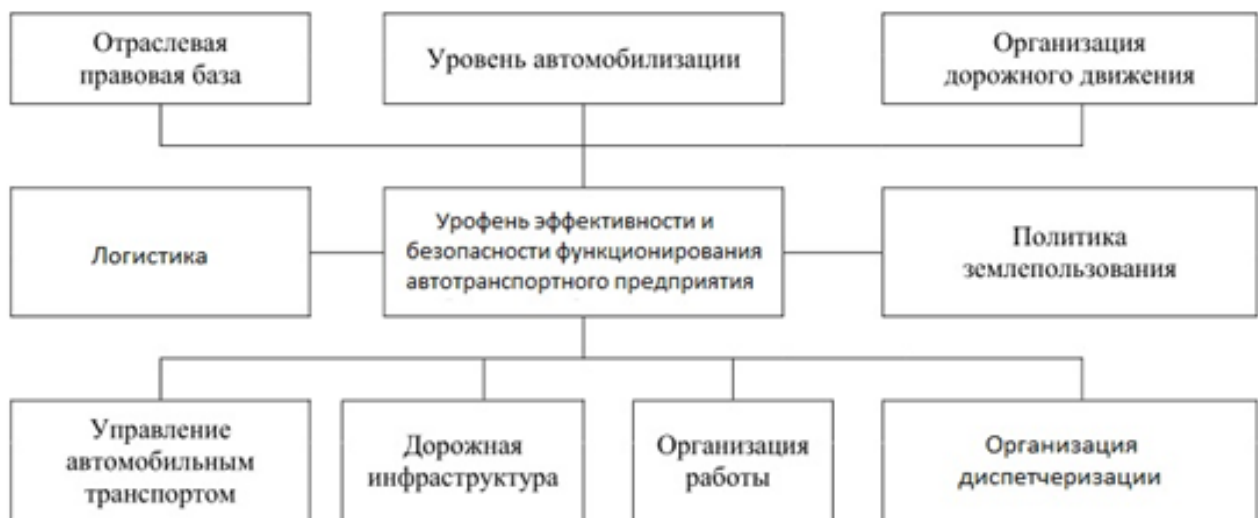 Отраслевая
правовая база
Уровень автомобилизации
Организация
дорожного движения
Логистика
Урофень эффективности и
безопасности функционирования
автотранспортного предприятия
Политика
землепользования
Управление
автомобильным
транспортом
Дорожная
инфраструктура
Организация
работы
Организация
диспетчеризации